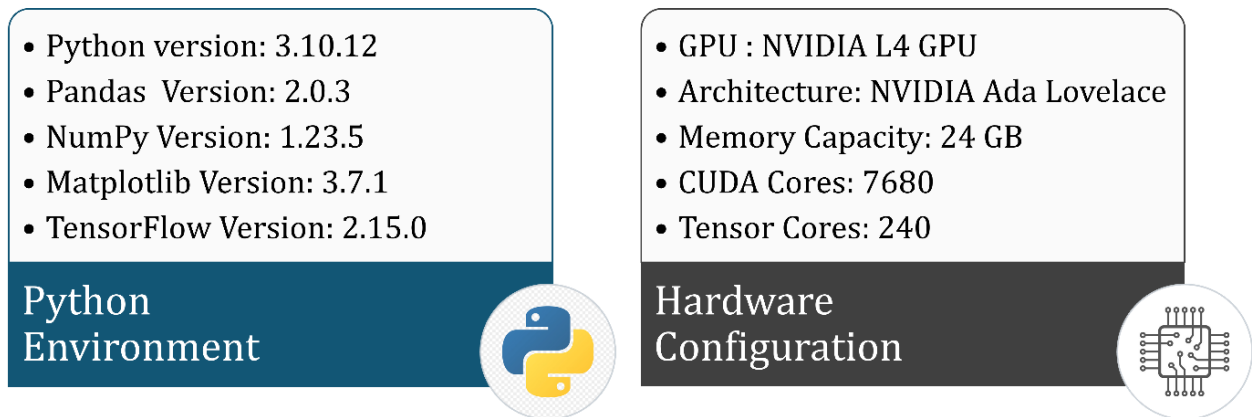 • Python version: 3.10.12
• Pandas  Version: 2.0.3
• NumPy Version: 1.23.5
• Matplotlib Version: 3.7.1
• TensorFlow Version: 2.15.0
Python
Environment
• GPU : NVIDIA L4 GPU
• Architecture: NVIDIA Ada Lovelace
• Memory Capacity: 24 GB
• CUDA Cores: 7680
• Tensor Cores: 240
Hardware
Configuration